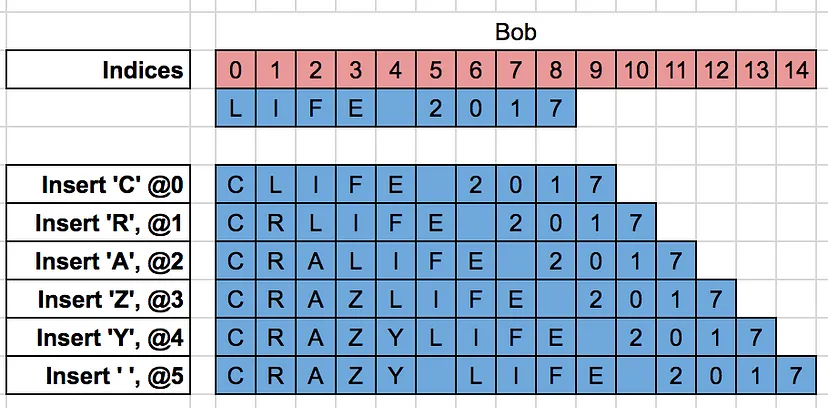 Bob
Indices 0 1 2 3 4 5 6 7 8 9 10 11 12 13 14
L I F E 2 0 1 7
Insert 'C' @0 C L I F E 2 0 1 7
Insert 'R', @1 C R L I F E 2 0 1 7
Insert 'A', @2 C R A L I F E 2 0 1 7
Insert 'Z', @3 C R A Z L I F E 2 0 1 7
Insert 'Y', @4 C R A Z Y L I F E 2 0 1 7
Insert ' ', @5 C R A Z Y L I F E 2 0 1 7